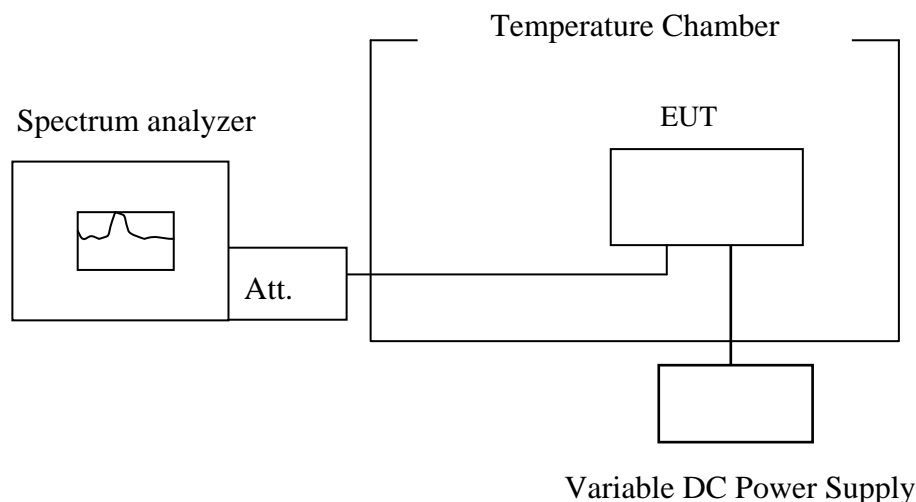 Temperature Chamber
Spectrum analyzer
EUT
Att.
Variable DC Power Supply